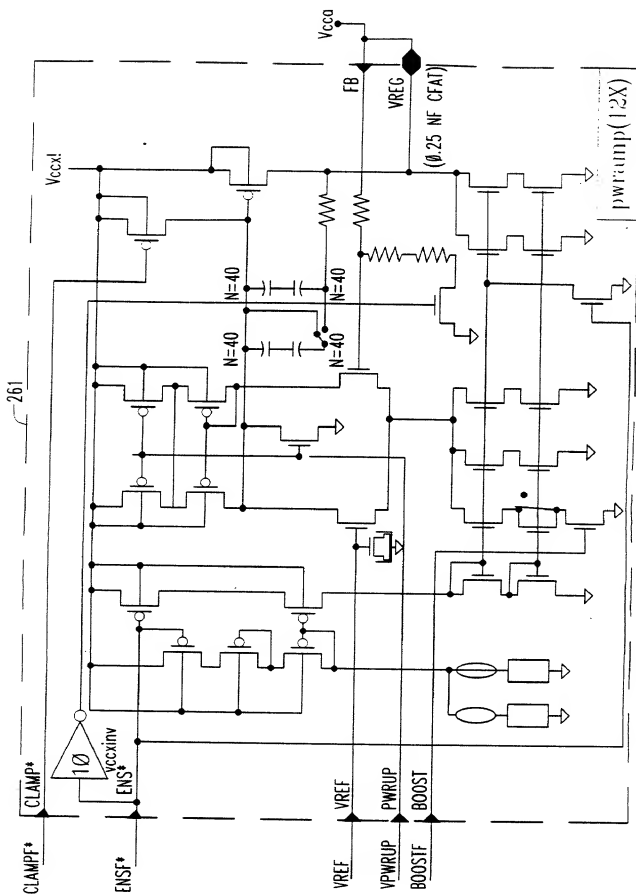 261
Vccx!
Vcca
FB
VREG
(0.25 NF CFAT)
pwramp(12X)
N=40
N=40
N=40
N=40
10
Vccxinv
CLAMPF*
CLAMP*
ENSF*
ENS*
VREF
VREF
VPWRUP
PWRUP
BOOSTF
BOOST